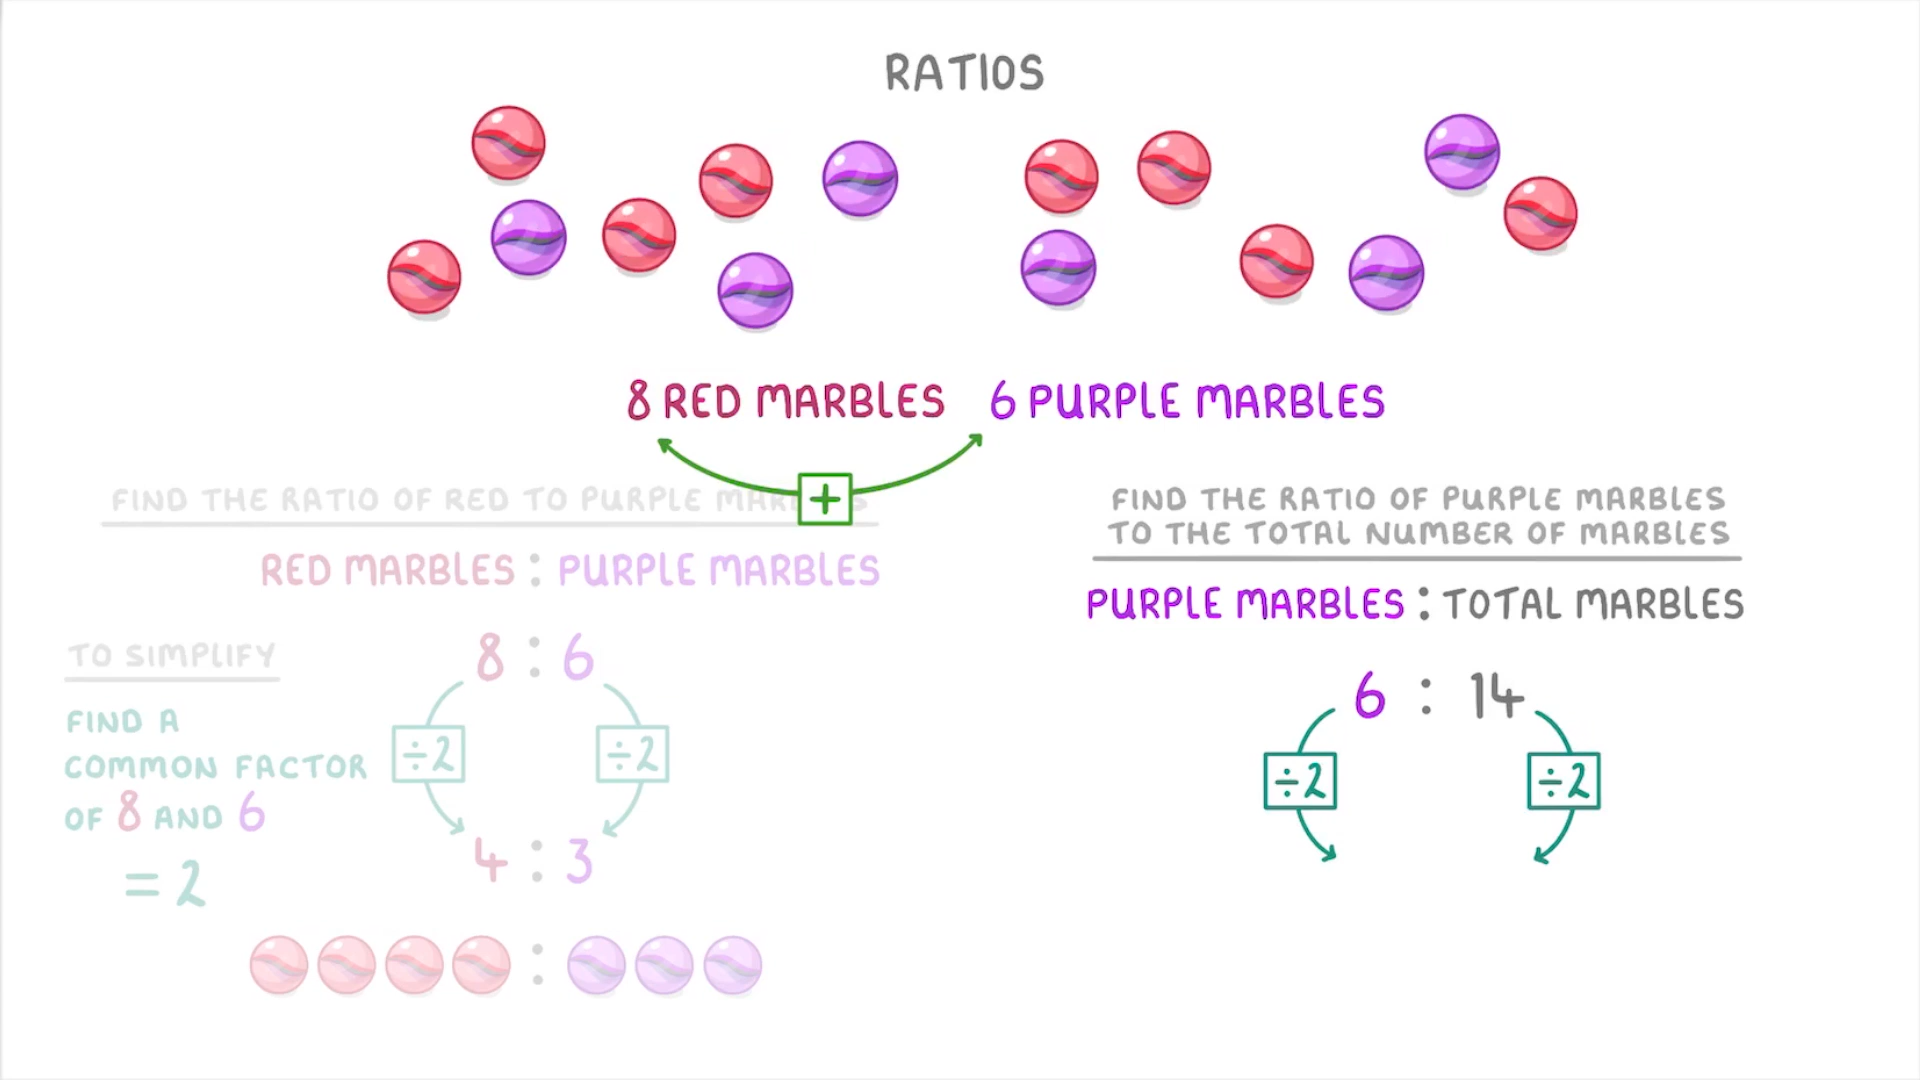 RATIOS
8 RED MARBLES 6 PURPLE MARBLES
+
FIND THE RATIO OF RED TO PURPLE MARBLES
RED MARBLES : PURPLE MARBLES
TO SIMPLIFY
FIND A
COMMON FACTOR
OF 8 AND 6
= 2
8 : 6
÷2 ÷2
4 : 3
:
FIND THE RATIO OF PURPLE MARBLES
TO THE TOTAL NUMBER OF MARBLES
PURPLE MARBLES : TOTAL MARBLES
6 : 14
÷2 ÷2